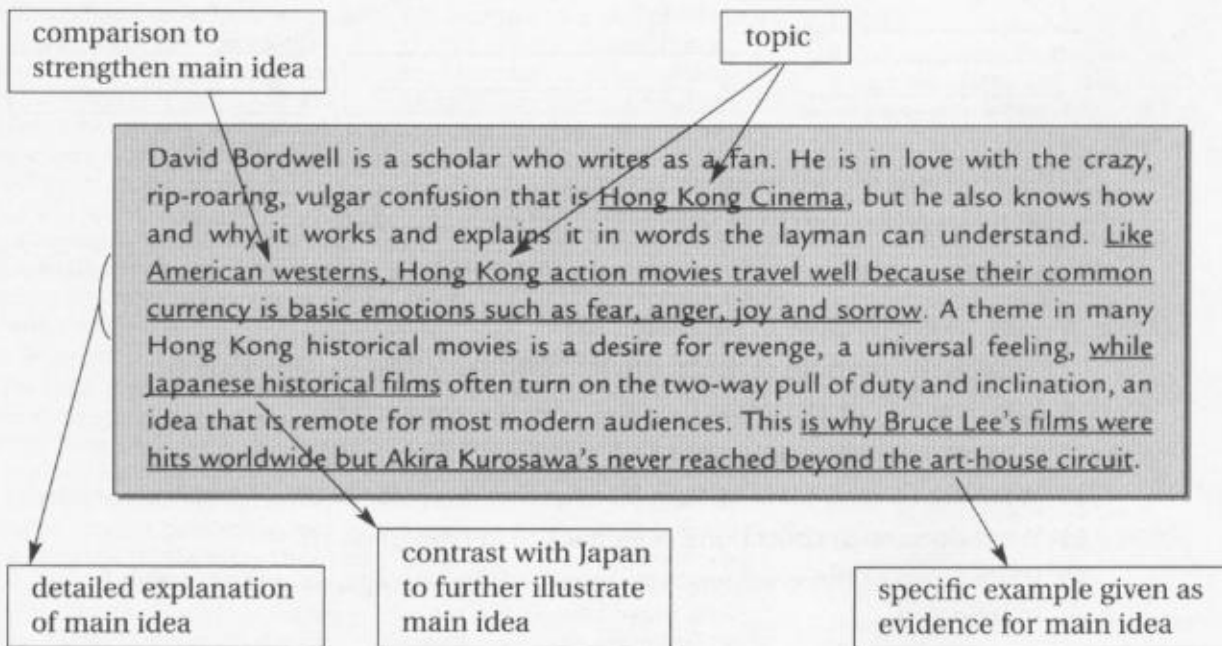 comparison to
strengthen main idea
topic
David Bordwell is a scholar who writes as a fan. He is in love with the crazy,
rip-roaring, vulgar confusion that is Hong Kong Cinema, but he also knows how
and why it works and explains it in words the layman can understand. Like
American westerns, Hong Kong action movies travel well because their common
currency is basic emotions such as fear, anger, joy and sorrow. A theme in many
Hong Kong historical movies is a desire for revenge, a universal feeling, while
Japanese historical films often turn on the two-way pull of duty and inclination, an
idea that is remote for most modern audiences. This is why Bruce Lee's films were
hits worldwide but Akira Kurosawa's never reached beyond the art-house circuit.
detailed explanation
of main idea
contrast with Japan
to further illustrate
main idea
specific example given as
evidence for main idea